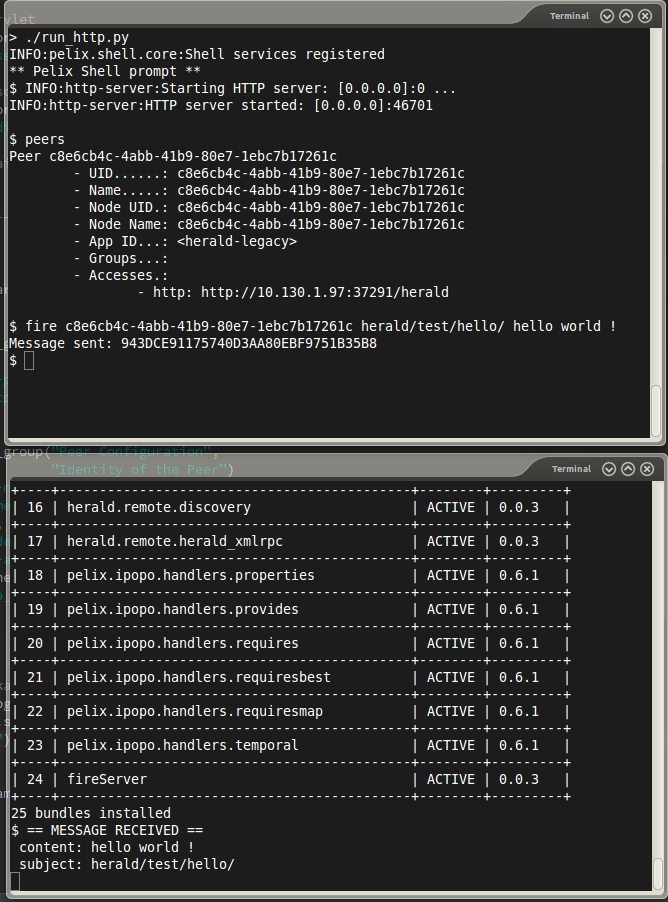 Terminal
> ./run_http.py
INFO:pelix.shell.core:Shell services registered
** Pelix Shell prompt **
$ INFO:http-server:Starting HTTP server: [0.0.0.0]:0 ...
INFO:http-server:HTTP server started: [0.0.0.0]:46701
$ peers
Peer c8e6cb4c-4abb-41b9-80e7-1ebc7b17261c
- UID......: c8e6cb4c-4abb-41b9-80e7-1ebc7b17261c
- Name.....: c8e6cb4c-4abb-41b9-80e7-1ebc7b17261c
- Node UID.: c8e6cb4c-4abb-41b9-80e7-1ebc7b17261c
- Node Name: c8e6cb4c-4abb-41b9-80e7-1ebc7b17261c
- App ID...: <herald-legacy>
- Groups...:
- Accesses.:
- http: http://10.130.1.97:37291/herald
$ fire c8e6cb4c-4abb-41b9-80e7-1ebc7b17261c herald/test/hello/ hello world !
Message sent: 943DCE91175740D3AA80EBF9751B35B8
$
_group("Peer Configuration",
"Identity of the Peer")
Terminal
+----+--------------------------------------------+--------+---------+
| 16 | herald.remote.discovery | ACTIVE | 0.0.3 |
+----+--------------------------------------------+--------+---------+
| 17 | herald.remote.herald_xmlrpc | ACTIVE | 0.0.3 |
+----+--------------------------------------------+--------+---------+
| 18 | pelix.ipopo.handlers.properties | ACTIVE | 0.6.1 |
+----+--------------------------------------------+--------+---------+
| 19 | pelix.ipopo.handlers.provides | ACTIVE | 0.6.1 |
+----+--------------------------------------------+--------+---------+
| 20 | pelix.ipopo.handlers.requires | ACTIVE | 0.6.1 |
+----+--------------------------------------------+--------+---------+
| 21 | pelix.ipopo.handlers.requiresbest | ACTIVE | 0.6.1 |
+----+--------------------------------------------+--------+---------+
| 22 | pelix.ipopo.handlers.requiresmap | ACTIVE | 0.6.1 |
+----+--------------------------------------------+--------+---------+
| 23 | pelix.ipopo.handlers.temporal | ACTIVE | 0.6.1 |
+----+--------------------------------------------+--------+---------+
| 24 | fireServer | ACTIVE | 0.0.3 |
+----+--------------------------------------------+--------+---------+
25 bundles installed
$ == MESSAGE RECEIVED ==
content: hello world !
subject: herald/test/hello/